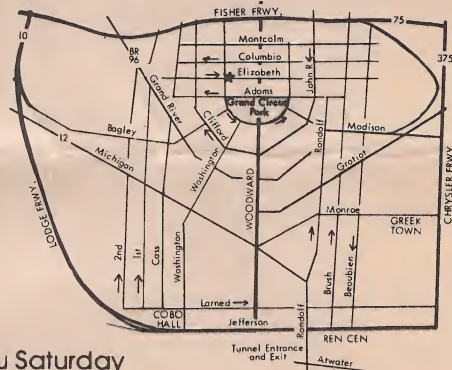 FISHER FRWY.
75
10
375
BR
96
Montcolm
Columbia
Elizabeth
Adams
John R
Grand River
Grand Circus
Park
Clifford
Bagley
12
Michigan
Washington
Randolf
Madison
Gratiot
CHRYSLER FRWY
LODGE FRWY.
WOODWARD
Monroe
GREEK
TOWN
2nd
1st
Cass
Washington
Brush
Beaubien
Larned
COBO
HALL
Jefferson
Randolf
REN CEN
Tunnel Entrance
and Exit
Atwater
u Saturday